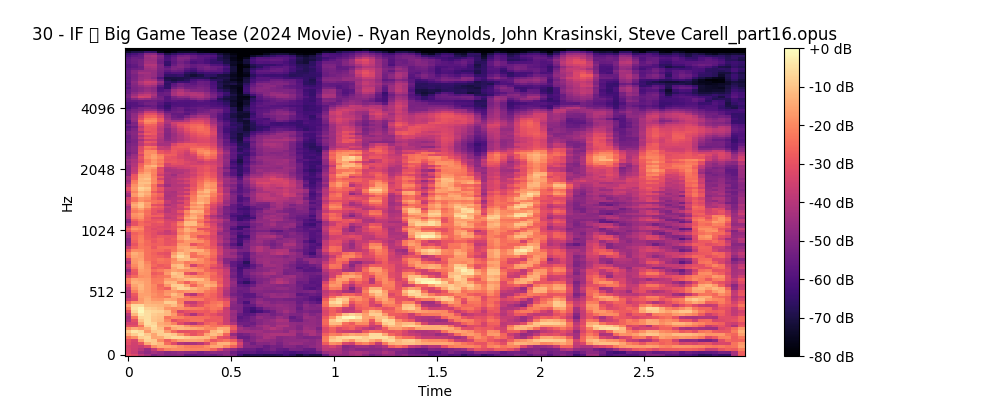 30 - IF ▯ Big Game Tease (2024 Movie) - Ryan Reynolds, John Krasinski, Steve Carell_part16.opus
+0 dB
-10 dB
-20 dB
-30 dB
-40 dB
-50 dB
-60 dB
-70 dB
-80 dB
4096
2048
1024
512
0
Hz
0
0.5
1
1.5
2
2.5
Time